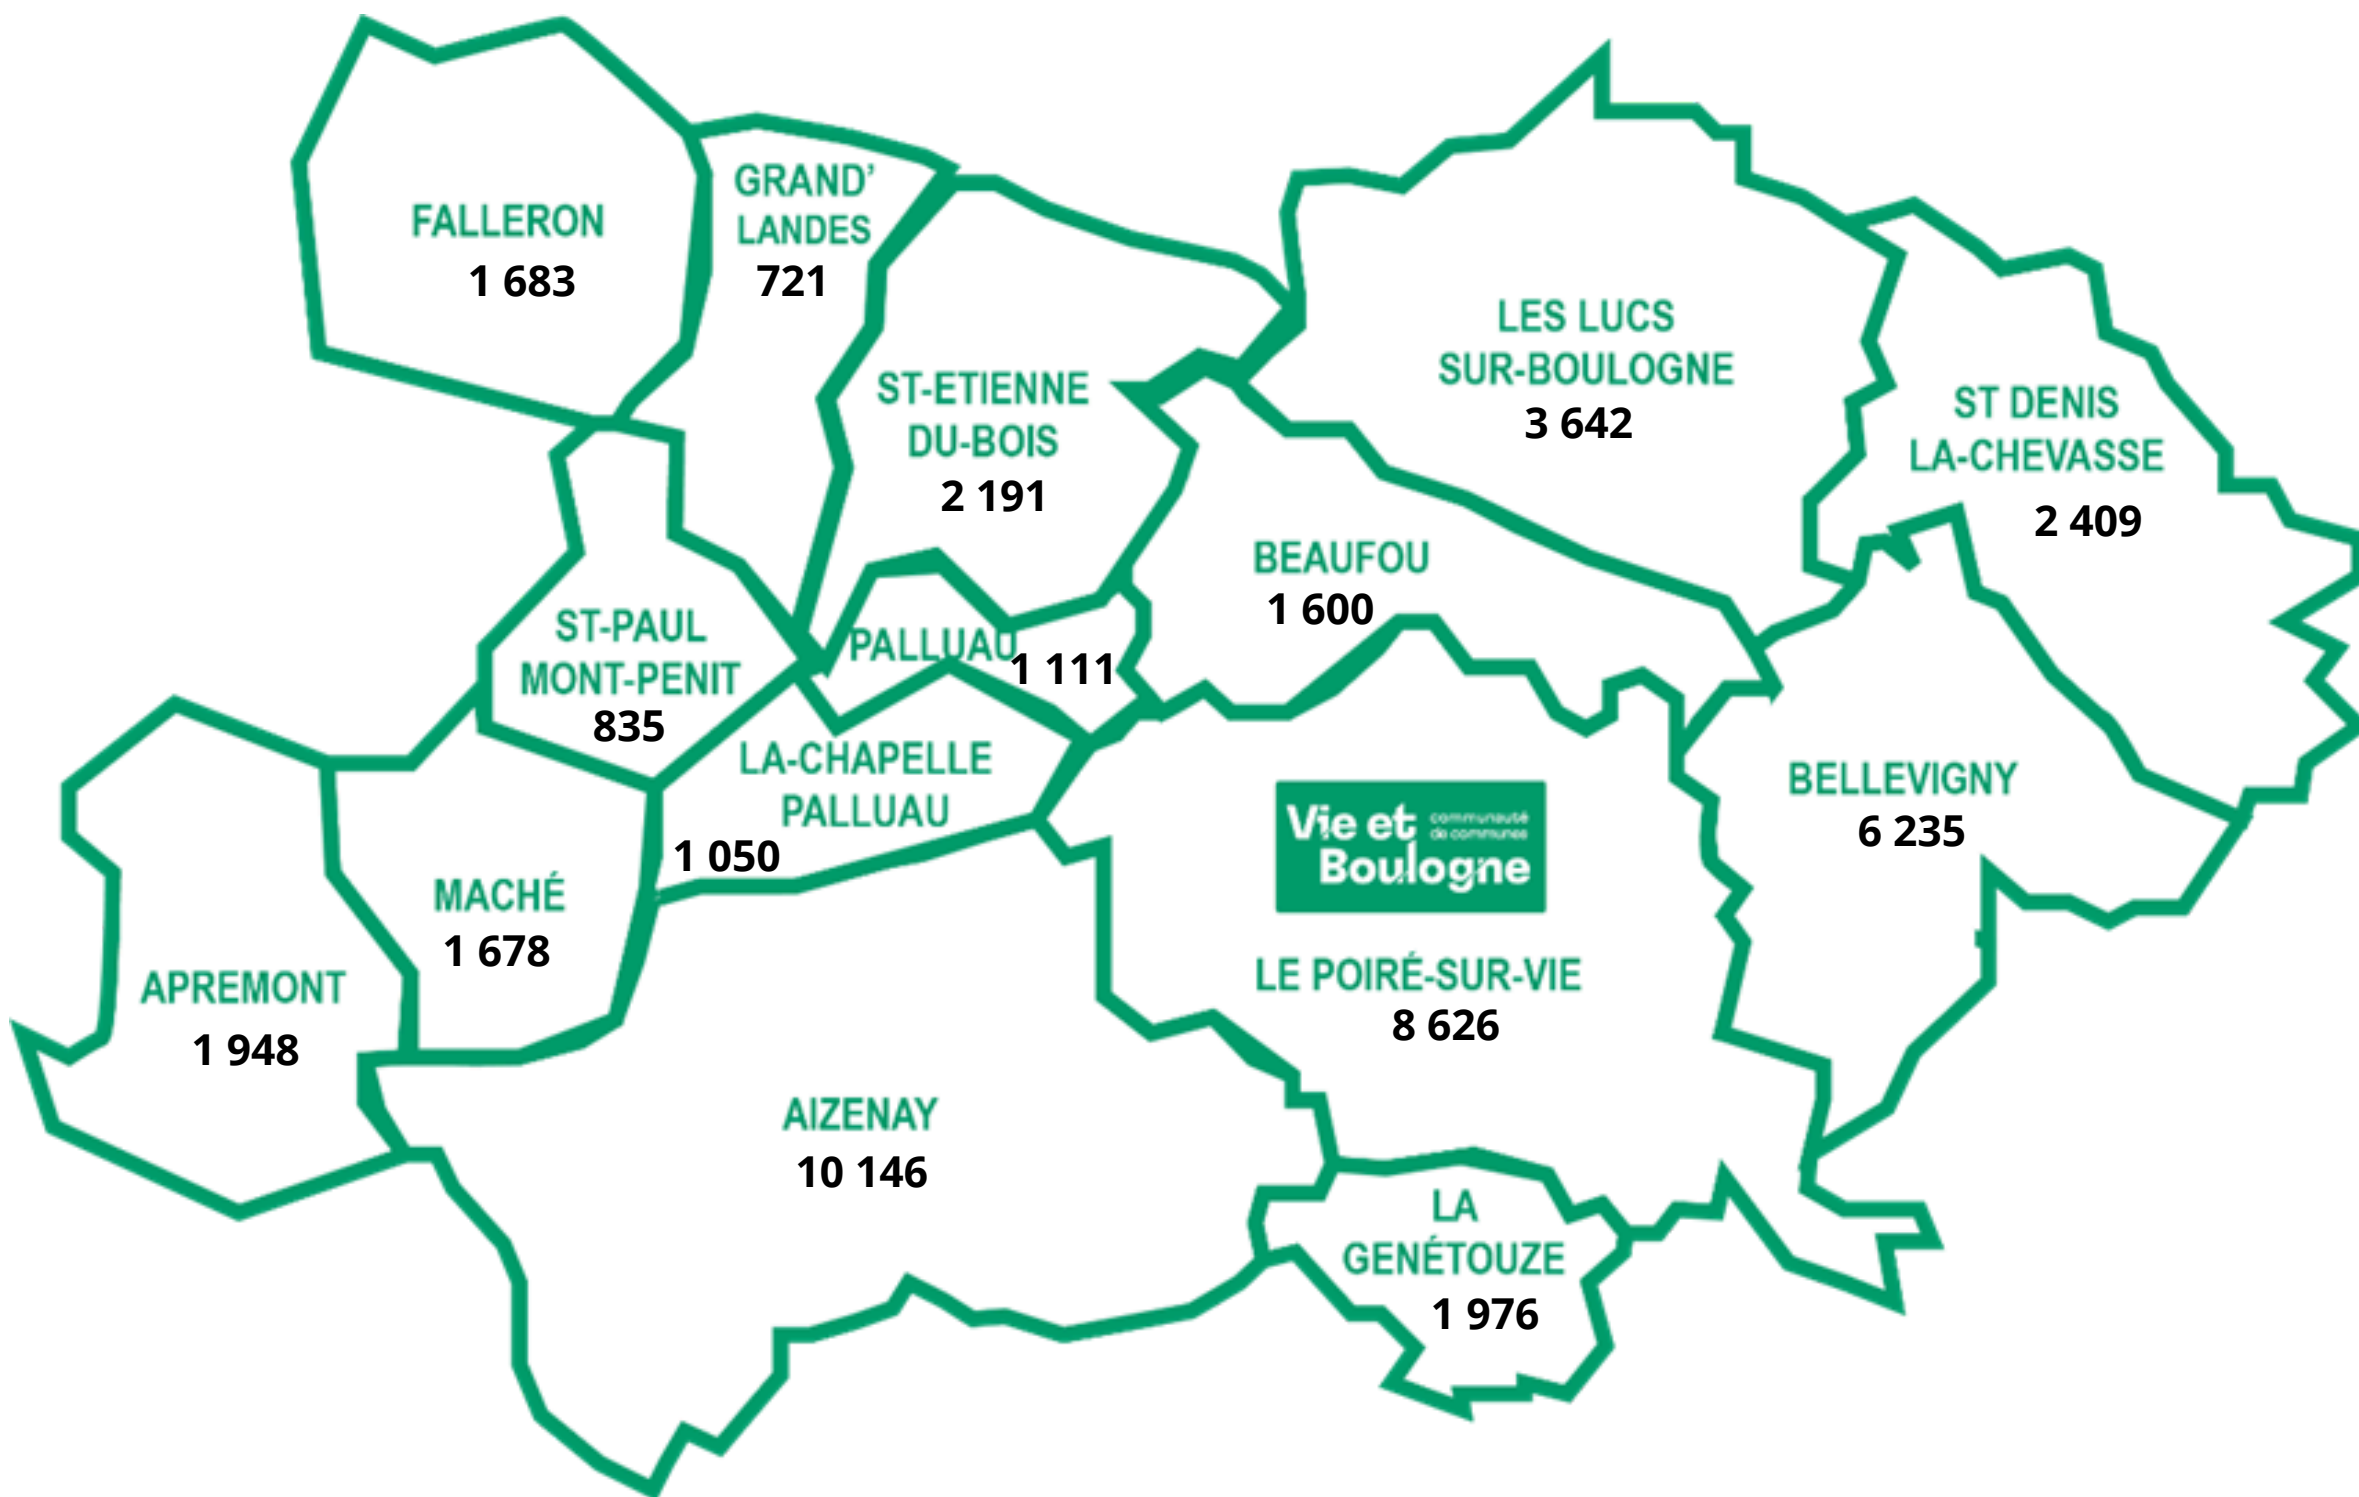 FALLERON
1 683
GRAND’
LANDES
721
ST-ETIENNE
DU-BOIS
2 191
LES LUCS
SUR-BOULOGNE
3 642
ST DENIS
LA-CHEVASSE
2 409
BEAUFOU
1 600
ST-PAUL
MONT-PENIT
835
PALLUAU
1 111
LA-CHAPELLE
PALLUAU
1 050
BELLEVIGNY
6 235
Vie et communauté
de communes
Boulogne
MACHÉ
1 678
APREMONT
1 948
LE POIRÉ-SUR-VIE
8 626
AIZENAY
10 146
LA
GENÉTOUZE
1 976